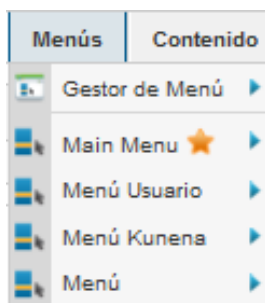 Menús Contenido
Gestor de Menú
Main Menu
Menú Usuario
Menú Kunena
Menú